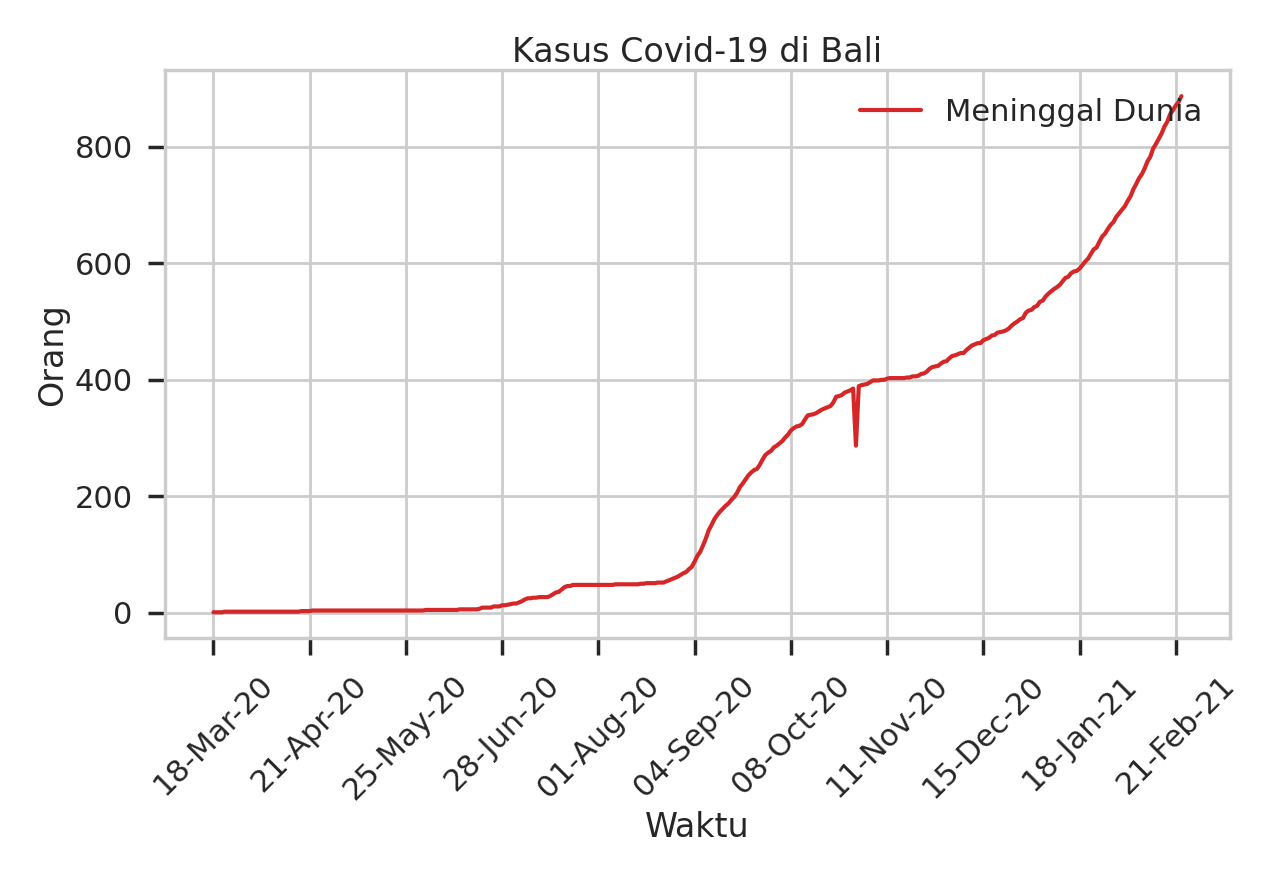 Kasus Covid-19 di Bali
Meninggal Dunia
Orang
800
600
400
200
0
18-Mar-20
21-Apr-20
25-May-20
28-Jun-20
01-Aug-20
04-Sep-20
08-Oct-20
11-Nov-20
15-Dec-20
18-Jan-21
21-Feb-21
Waktu